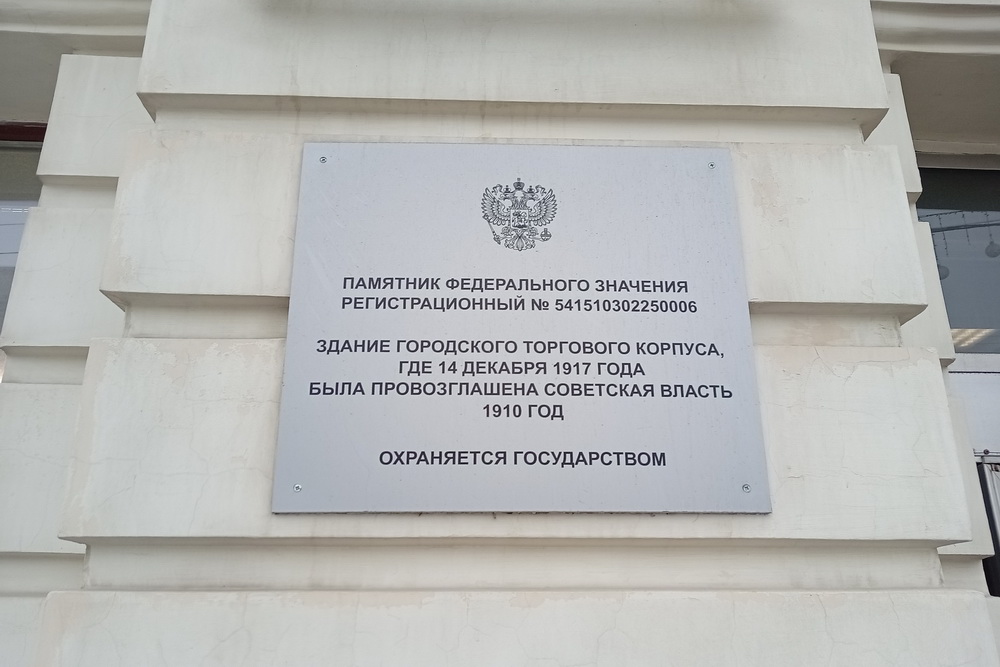 ПАМЯТНИК ФЕДЕРАЛЬНОГО ЗНАЧЕНИЯ
РЕГИСТРАЦИОННЫЙ № 541510302250006
ЗДАНИЕ ГОРОДСКОГО ТОРГОВОГО КОРПУСА,
ГДЕ 14 ДЕКАБРЯ 1917 ГОДА
БЫЛА ПРОВОЗГЛАШЕНА СОВЕТСКАЯ ВЛАСТЬ
1910 ГОД
ОХРАНЯЕТСЯ ГОСУДАРСТВОМ